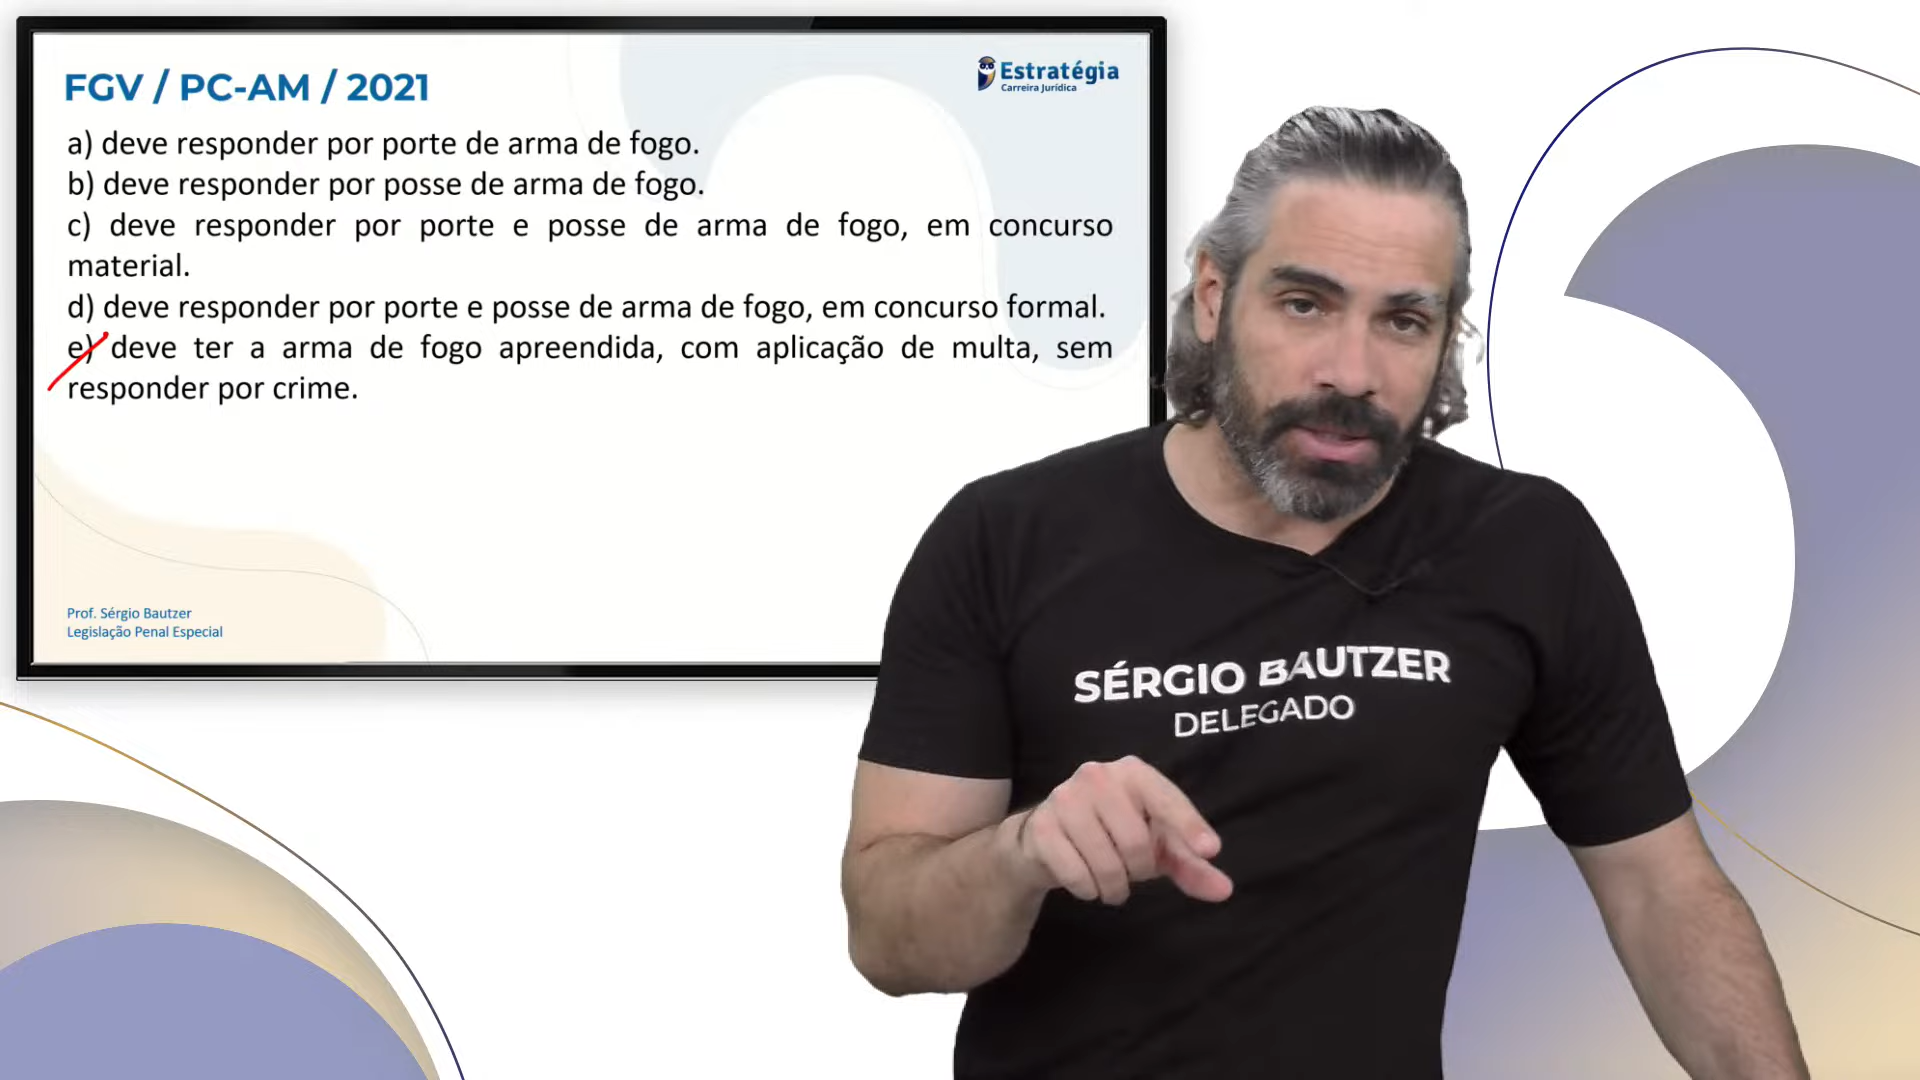 FGV / PC-AM / 2021
Estratégia
Carreira Jurídica
a) deve responder por porte de arma de fogo.
b) deve responder por posse de arma de fogo.
c) deve responder por porte e posse de arma de fogo, em concurso
material.
d) deve responder por porte e posse de arma de fogo, em concurso formal.
e) deve ter a arma de fogo apreendida, com aplicação de multa, sem
responder por crime.
Prof. Sérgio Bautzer
Legislação Penal Especial
SÉRGIO BAUTZER
DELEGADO